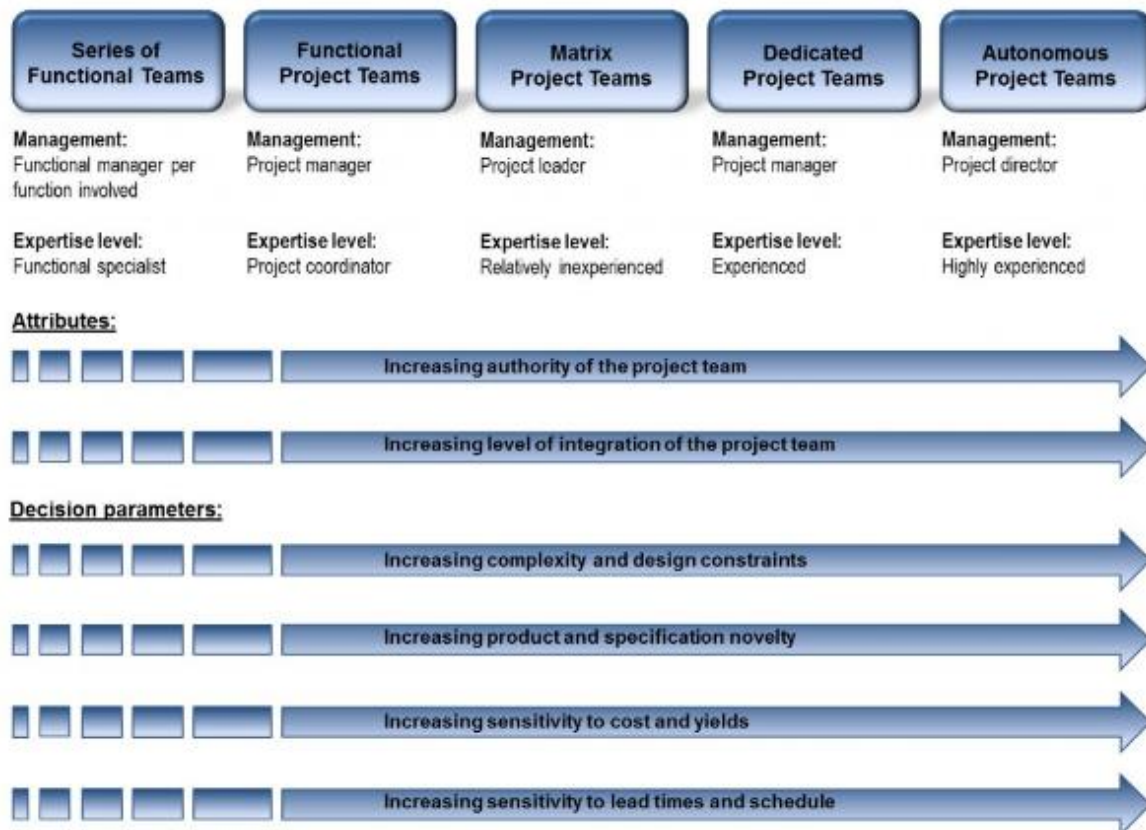 Series of
Functional Teams
Functional
Project Teams
Matrix
Project Teams
Dedicated
Project Teams
Autonomous
Project Teams
Management:
Functional manager per
function involved
Management:
Project manager
Management:
Project leader
Management:
Project manager
Management:
Project director
Expertise level:
Functional specialist
Expertise level:
Project coordinator
Expertise level:
Relatively inexperienced
Expertise level:
Experienced
Expertise level:
Highly experienced
Attributes:
Increasing authority of the project team
Increasing level of integration of the project team
Decision parameters:
Increasing complexity and design constraints
Increasing product and specification novelty
Increasing sensitivity to cost and yields
Increasing sensitivity to lead times and schedule